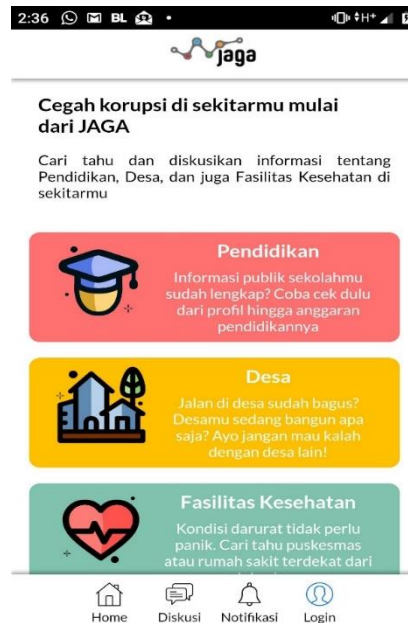 2:36 BL H+
jaga
Cegah korupsi di sekitarmu mulai
dari JAGA
Cari tahu dan diskusikan informasi tentang
Pendidikan, Desa, dan juga Fasilitas Kesehatan di
sekitarmu
Pendidikan
Informasi publik sekolahmu
sudah lengkap? Coba cek dulu
dari profil hingga anggaran
pendidikannya
Desa
Jalan di desa sudah bagus?
Desamu sedang bangun apa
saja? Ayo jangan mau kalah
dengan desa lain!
Fasilitas Kesehatan
Kondisi darurat tidak perlu
panik. Cari tahu puskesmas
atau rumah sakit terdekat dari
Home Diskusi Notifikasi Login